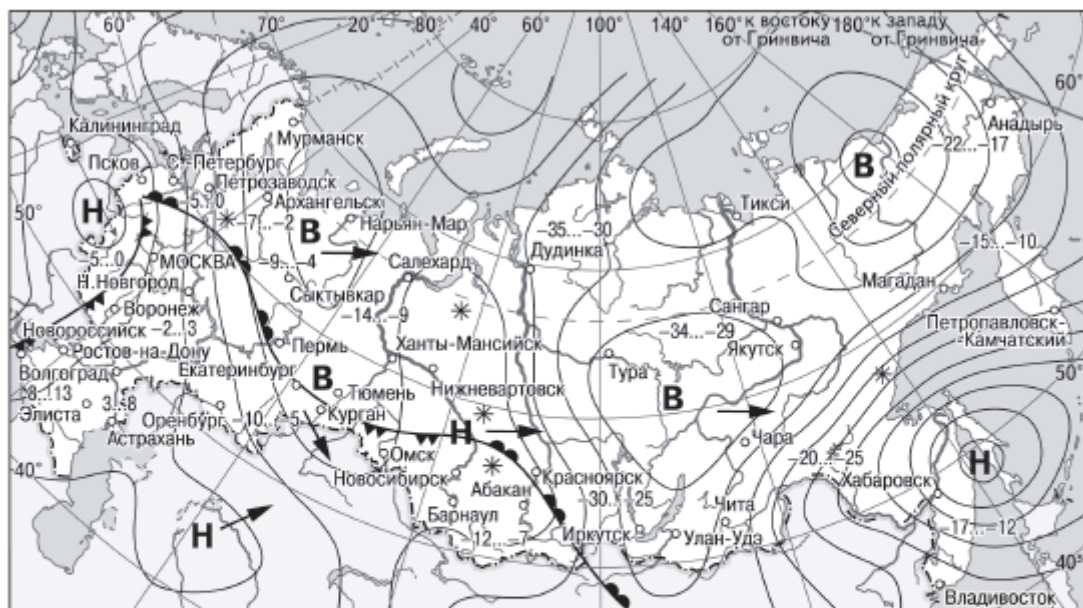 60° 70° 50° 40° 60° 80° 100° 120° 140° 160° к востоку 180° к западу
от Гринвича от Гринвича
60°
Калининград
Мурманск
Северный полярный круг
Анадырь
−22...−17
Псков
С.-Петербург
Петрозаводск
−5...0
Архангельск
−7...−2
Нарьян-Мар
−35...−30
Дудинка
Тикси
В
50°
Н
В
−15...−10
−5...0
МОСКВА
−9...−4
Салехард
Магадан
Н.Новгород
Сыктывкар
−14...−9
Сангар
−34...−29
Петропавловск-
Камчатский
Воронеж
−2...3
Новороссийск
Ростов-на-Дону
Пермь
Ханты-Мансийск
Якутск
Тура
50°
Волгоград
Екатеринбург
В
Тюмень
Нижневартовск
В
8...13
Элиста
3...8
Оренбург
−10...−5
Курган
Н
Чара
−20...−25
Астрахань
Омск
Н
40°
Новосибирск
Абакан
Красноярск
−30...−25
Хабаровск
Барнаул
Чита
−17...−12
Н
−12...−7
Иркутск
Улан-Удэ
40°
Владивосток